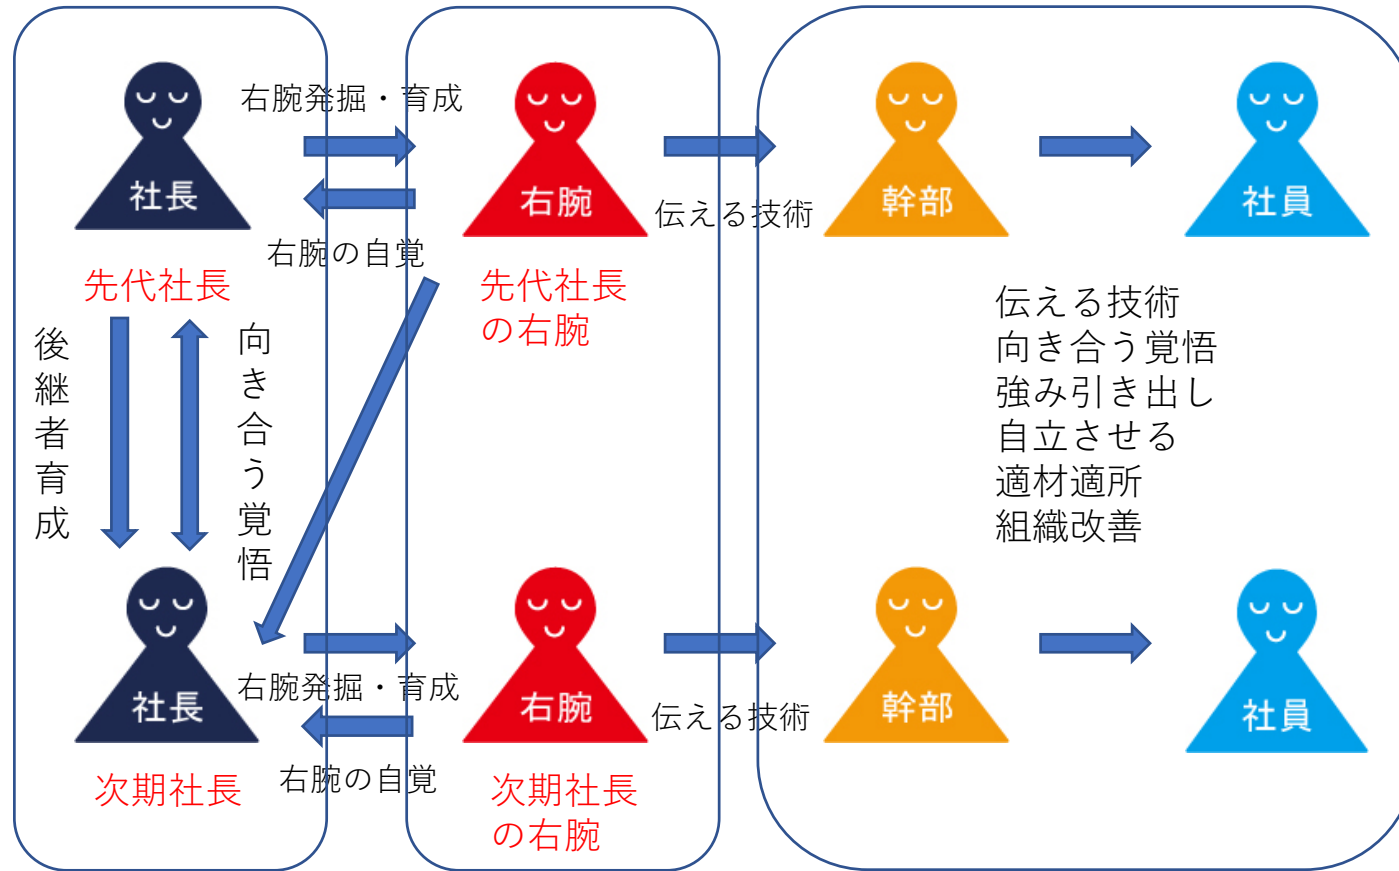 右腕発掘・育成
社長
右腕
幹部
社員
伝える技術
右腕の自覚
先代社長
先代社長
の右腕
後継者育成
向き合う覚悟
伝える技術
向き合う覚悟
強み引き出し
自立させる
適材適所
組織改善
社長
右腕
幹部
社員
右腕発掘・育成
伝える技術
右腕の自覚
次期社長
次期社長
の右腕